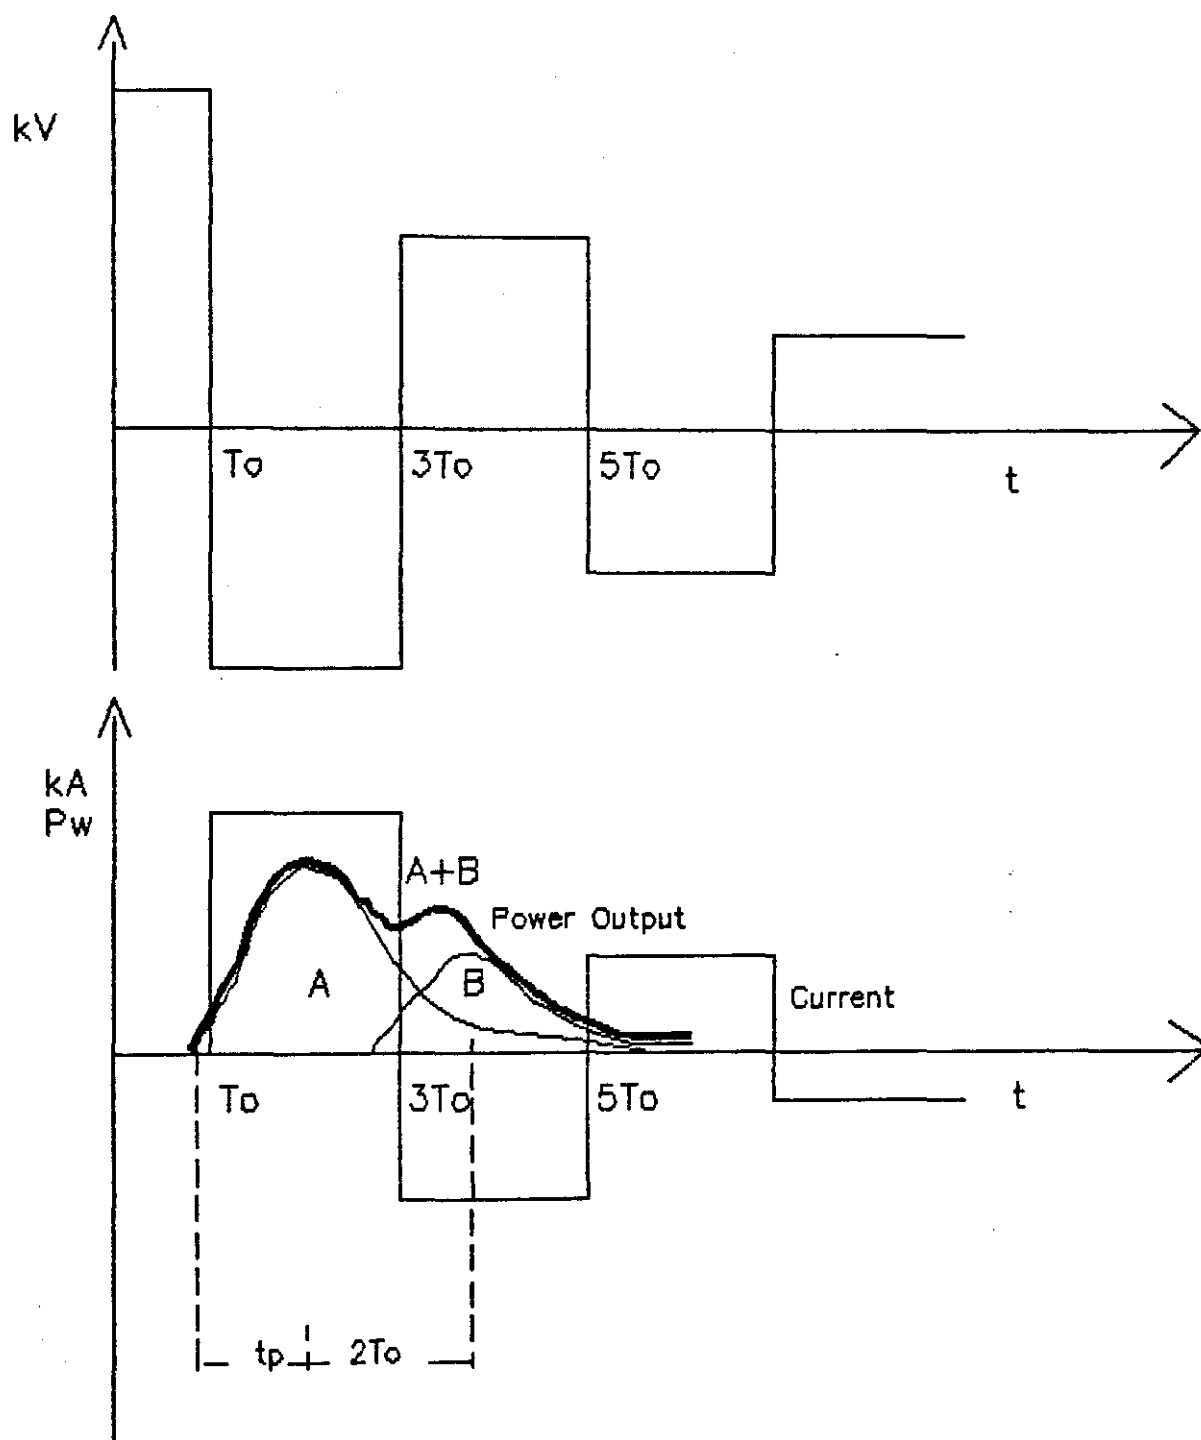 kV
To
3To
5To
t
kA
Pw
A+B
Power Output
A
B
Current
To
3To
5To
t
tp
2To